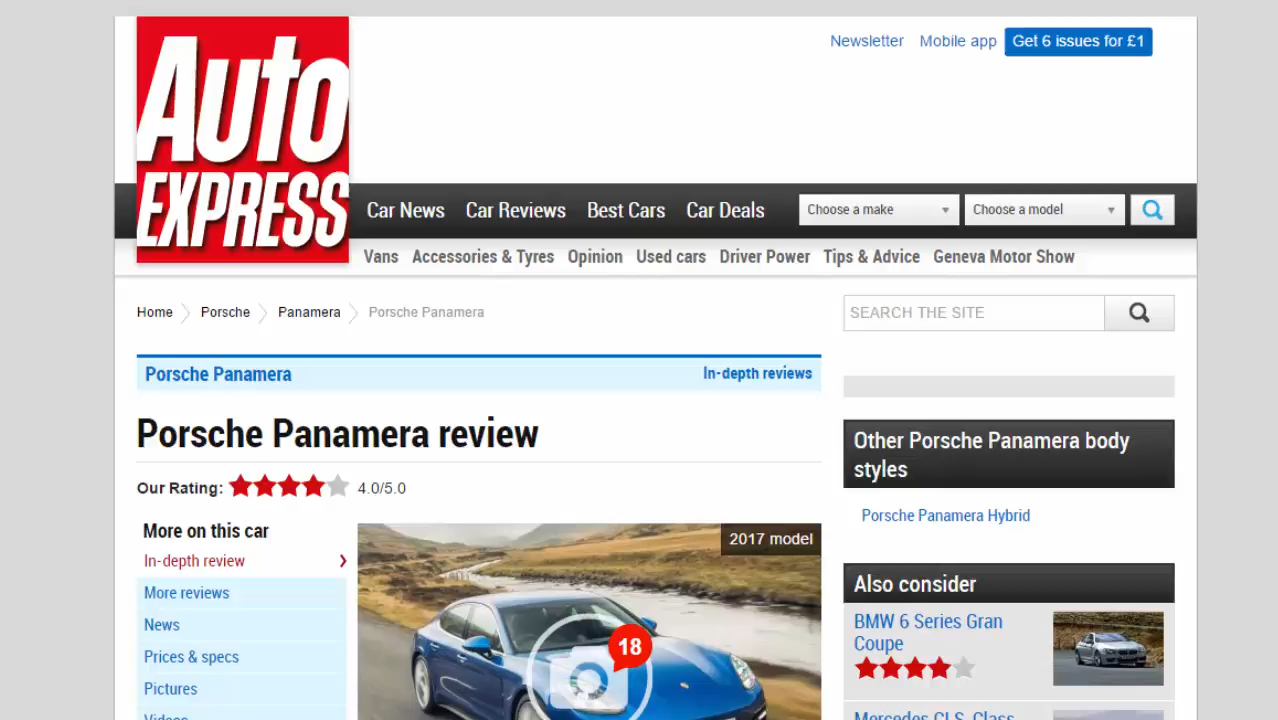 Auto
EXPRESS
Newsletter Mobile app Get 6 issues for £1
Car News Car Reviews Best Cars Car Deals Choose a make Choose a model
Vans Accessories & Tyres Opinion Used cars Driver Power Tips & Advice Geneva Motor Show
Home Porsche Panamera Porsche Panamera
SEARCH THE SITE
Porsche Panamera In-depth reviews
Porsche Panamera review
Our Rating: 4.0/5.0
More on this car
In-depth review
More reviews
News
Prices & specs
Pictures
Videos
2017 model
18
Other Porsche Panamera body
styles
Porsche Panamera Hybrid
Also consider
BMW 6 Series Gran
Coupe
Mercedes CLS-Class